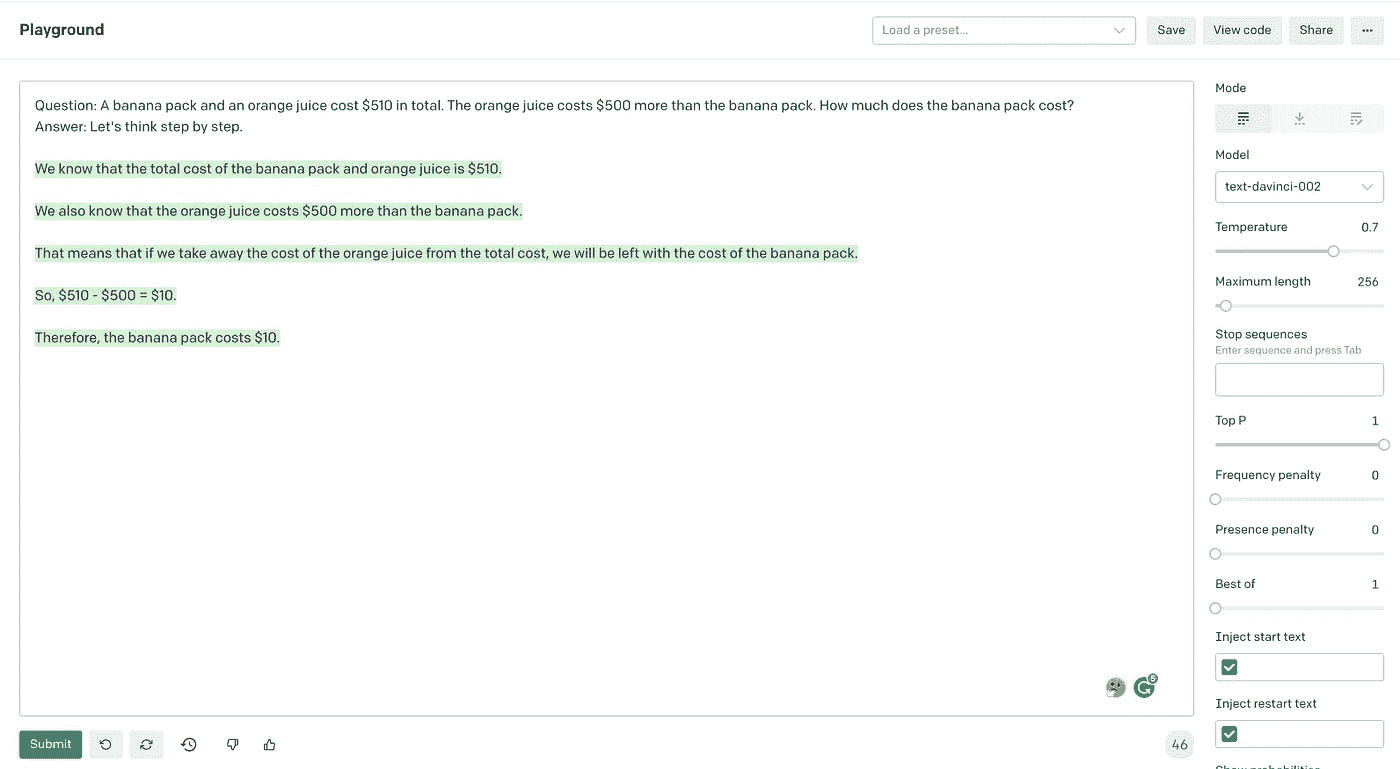 Playground
Load a preset...
Save
View code
Share
...
Question: A banana pack and an orange juice cost $510 in total. The orange juice costs $500 more than the banana pack. How much does the banana pack cost?
Answer: Let's think step by step.
We know that the total cost of the banana pack and orange juice is $510.
We also know that the orange juice costs $500 more than the banana pack.
That means that if we take away the cost of the orange juice from the total cost, we will be left with the cost of the banana pack.
So, $510 - $500 = $10.
Therefore, the banana pack costs $10.
5
Submit
46
Mode
Model
text-davinci-002
Temperature 0.7
Maximum length 256
Stop sequences
Enter sequence and press Tab
Top P 1
Frequency penalty 0
Presence penalty 0
Best of 1
Inject start text
Inject restart text
Show probabilities